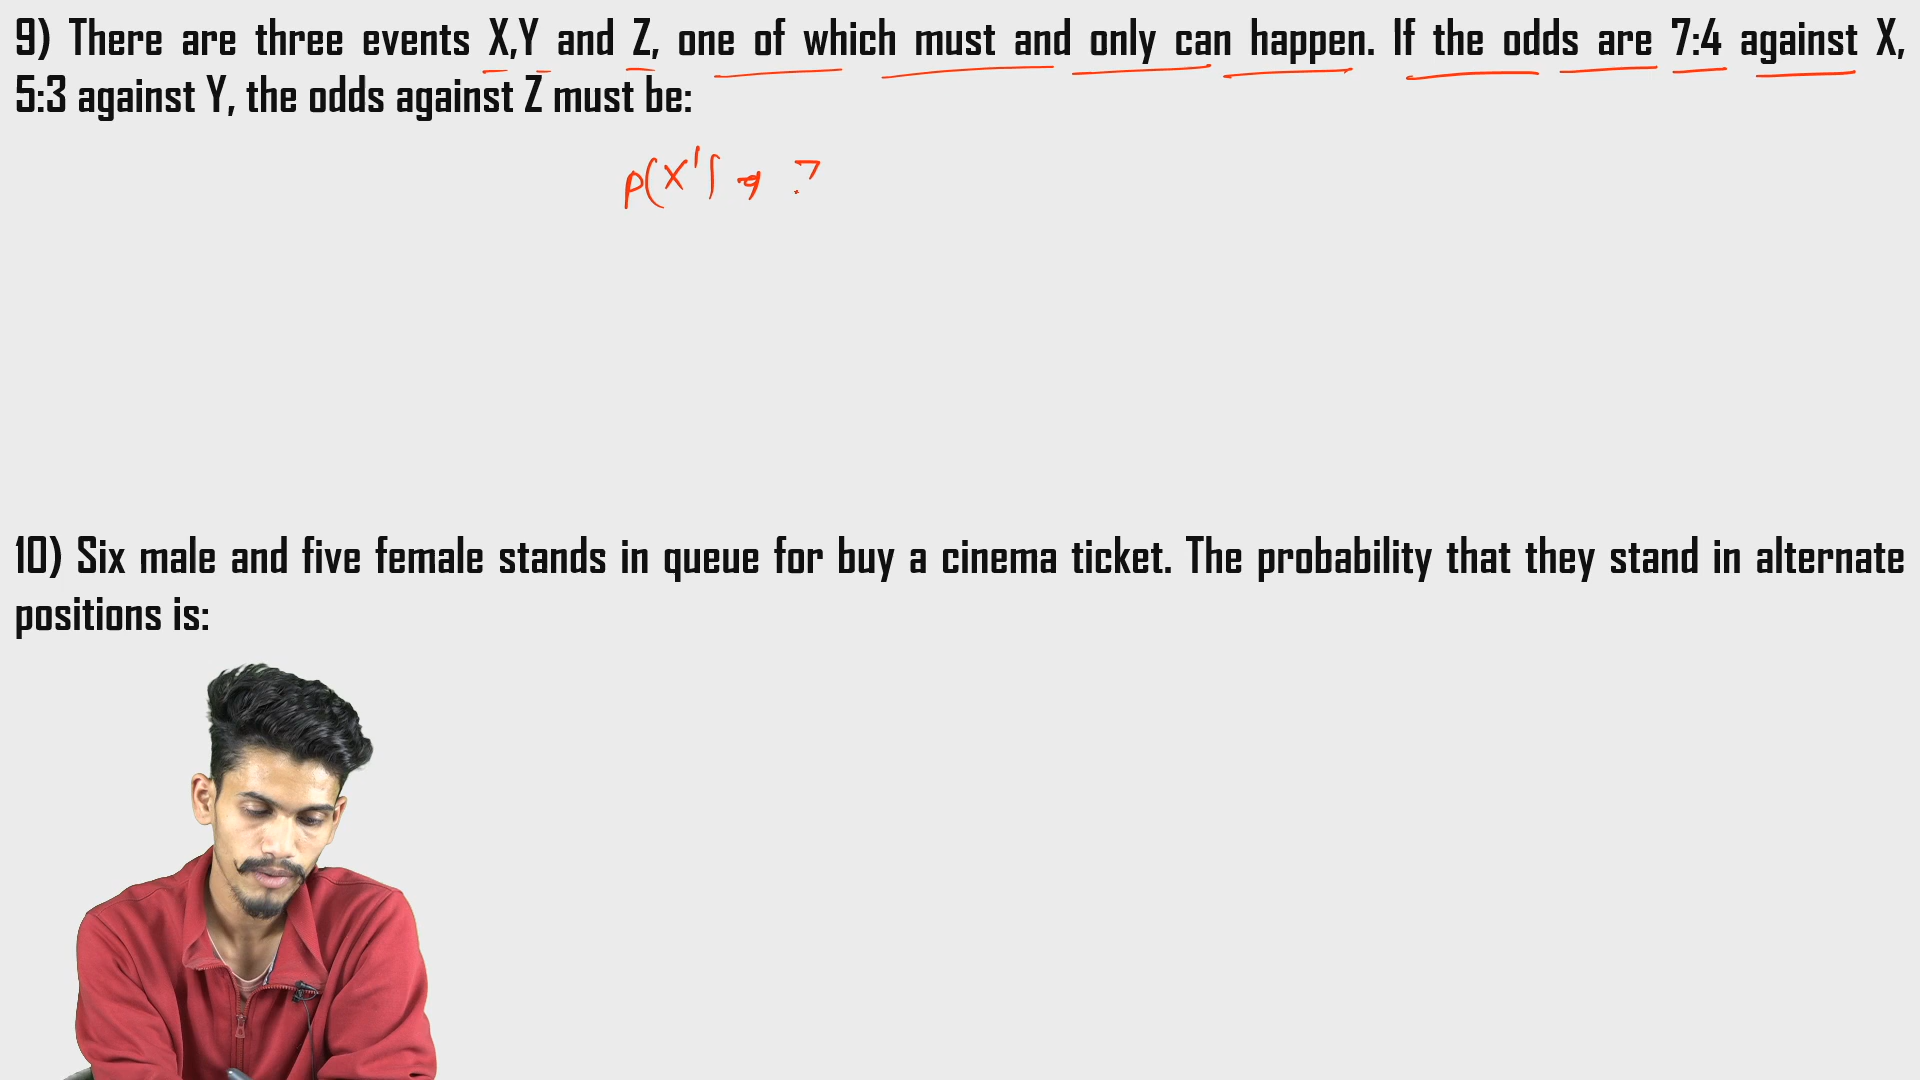 9) There are three events X,Y and Z, one of which must and only can happen. If the odds are 7:4 against X,
5:3 against Y, the odds against Z must be:
P(X')
10) Six male and five female stands in queue for buy a cinema ticket. The probability that they stand in alternate
positions is: